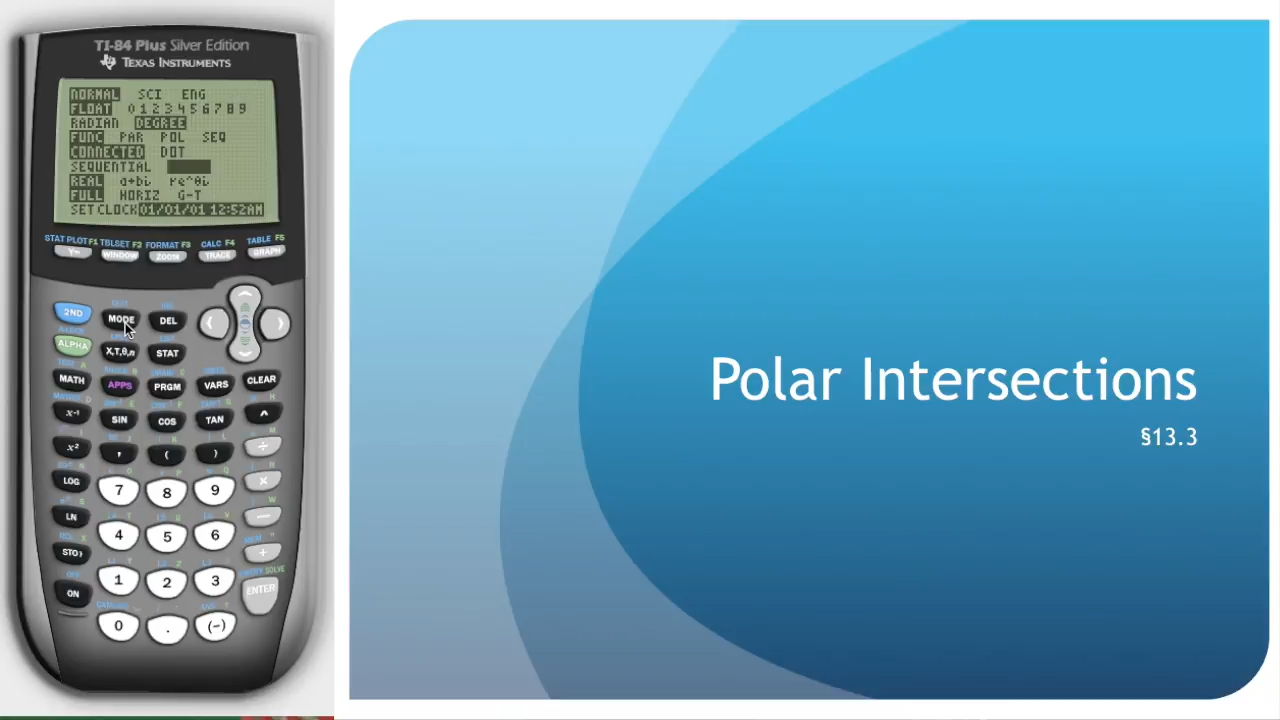 TI-84 Plus Silver Edition
TEXAS INSTRUMENTS
NORMAL SCI ENG
FLOAT 0 1 2 3 4 5 6 7 8 9
RADIAN DEGREE
FUNC PAR POL SEQ
CONNECTED DOT
SEQUENTIAL
REAL a+bi re^θi
FULL HORIZ G-T
SET CLOCK 01/01/01 12:52AM
STAT PLOT F1 TBLSET F2 FORMAT F3 CALC F4 TABLE F5
Y= WINDOW ZOOM TRACE GRAPH
2ND MODE DEL
ALPHA X,T,θ,n STAT
MATH APPS PRGM VARS CLEAR
x-1 SIN COS TAN ^
x² , ( ) ÷
LOG 7 8 9 ×
LN 4 5 6 −
STO› 1 2 3 +
ON 0 . (−) ENTER
Polar Intersections
§13.3